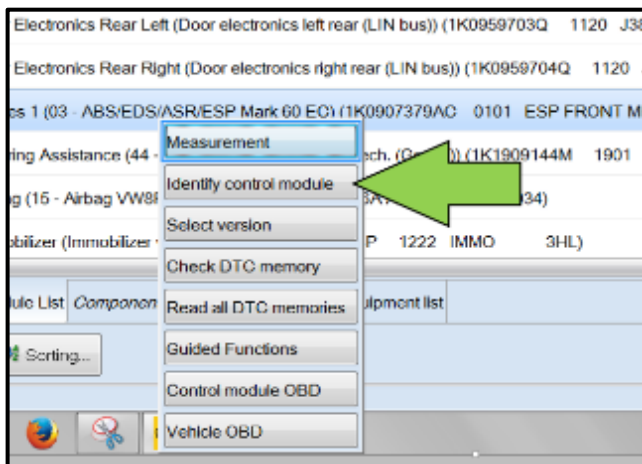 Electronics Rear Left (Door electronics left rear (LIN bus)) (1K0959703Q 1120 J38
Electronics Rear Right (Door electronics right rear (LIN bus)) (1K0959704Q 1120
cs 1 (03 - ABS/EDS/ASR/ESP Mark 60 EC) (1K0907379AC 0101 ESP FRONT M
Measurement
ring Assistance (44 - ech. ( )) (1K1909144M 1901
Identify control module
g (15 - Airbag VW8 34)
Select version
obilizer (Immobilizer P 1222 IMMO 3HL)
Check DTC memory
ule List Componen uipment list
Read all DTC memories
Sorting...
Guided Functions
Control module OBD
Vehicle OBD